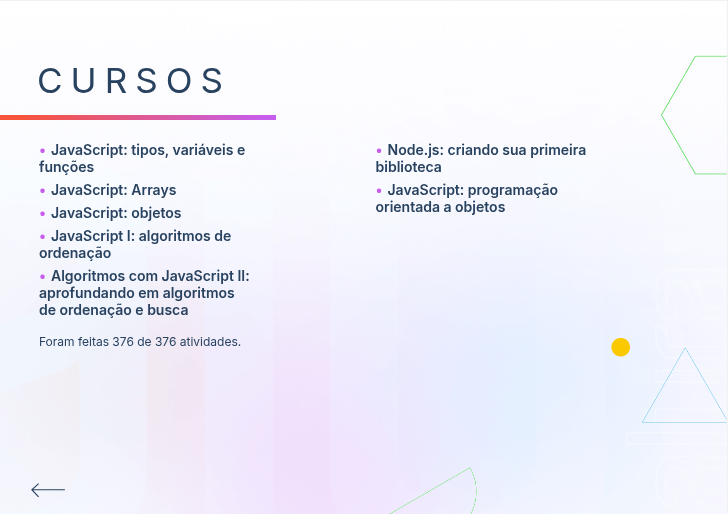 CURSOS
• JavaScript: tipos, variáveis e
funções
• JavaScript: Arrays
• JavaScript: objetos
• JavaScript I: algoritmos de
ordenação
• Algoritmos com JavaScript II:
aprofundando em algoritmos
de ordenação e busca
Foram feitas 376 de 376 atividades.
• Node.js: criando sua primeira
biblioteca
• JavaScript: programação
orientada a objetos